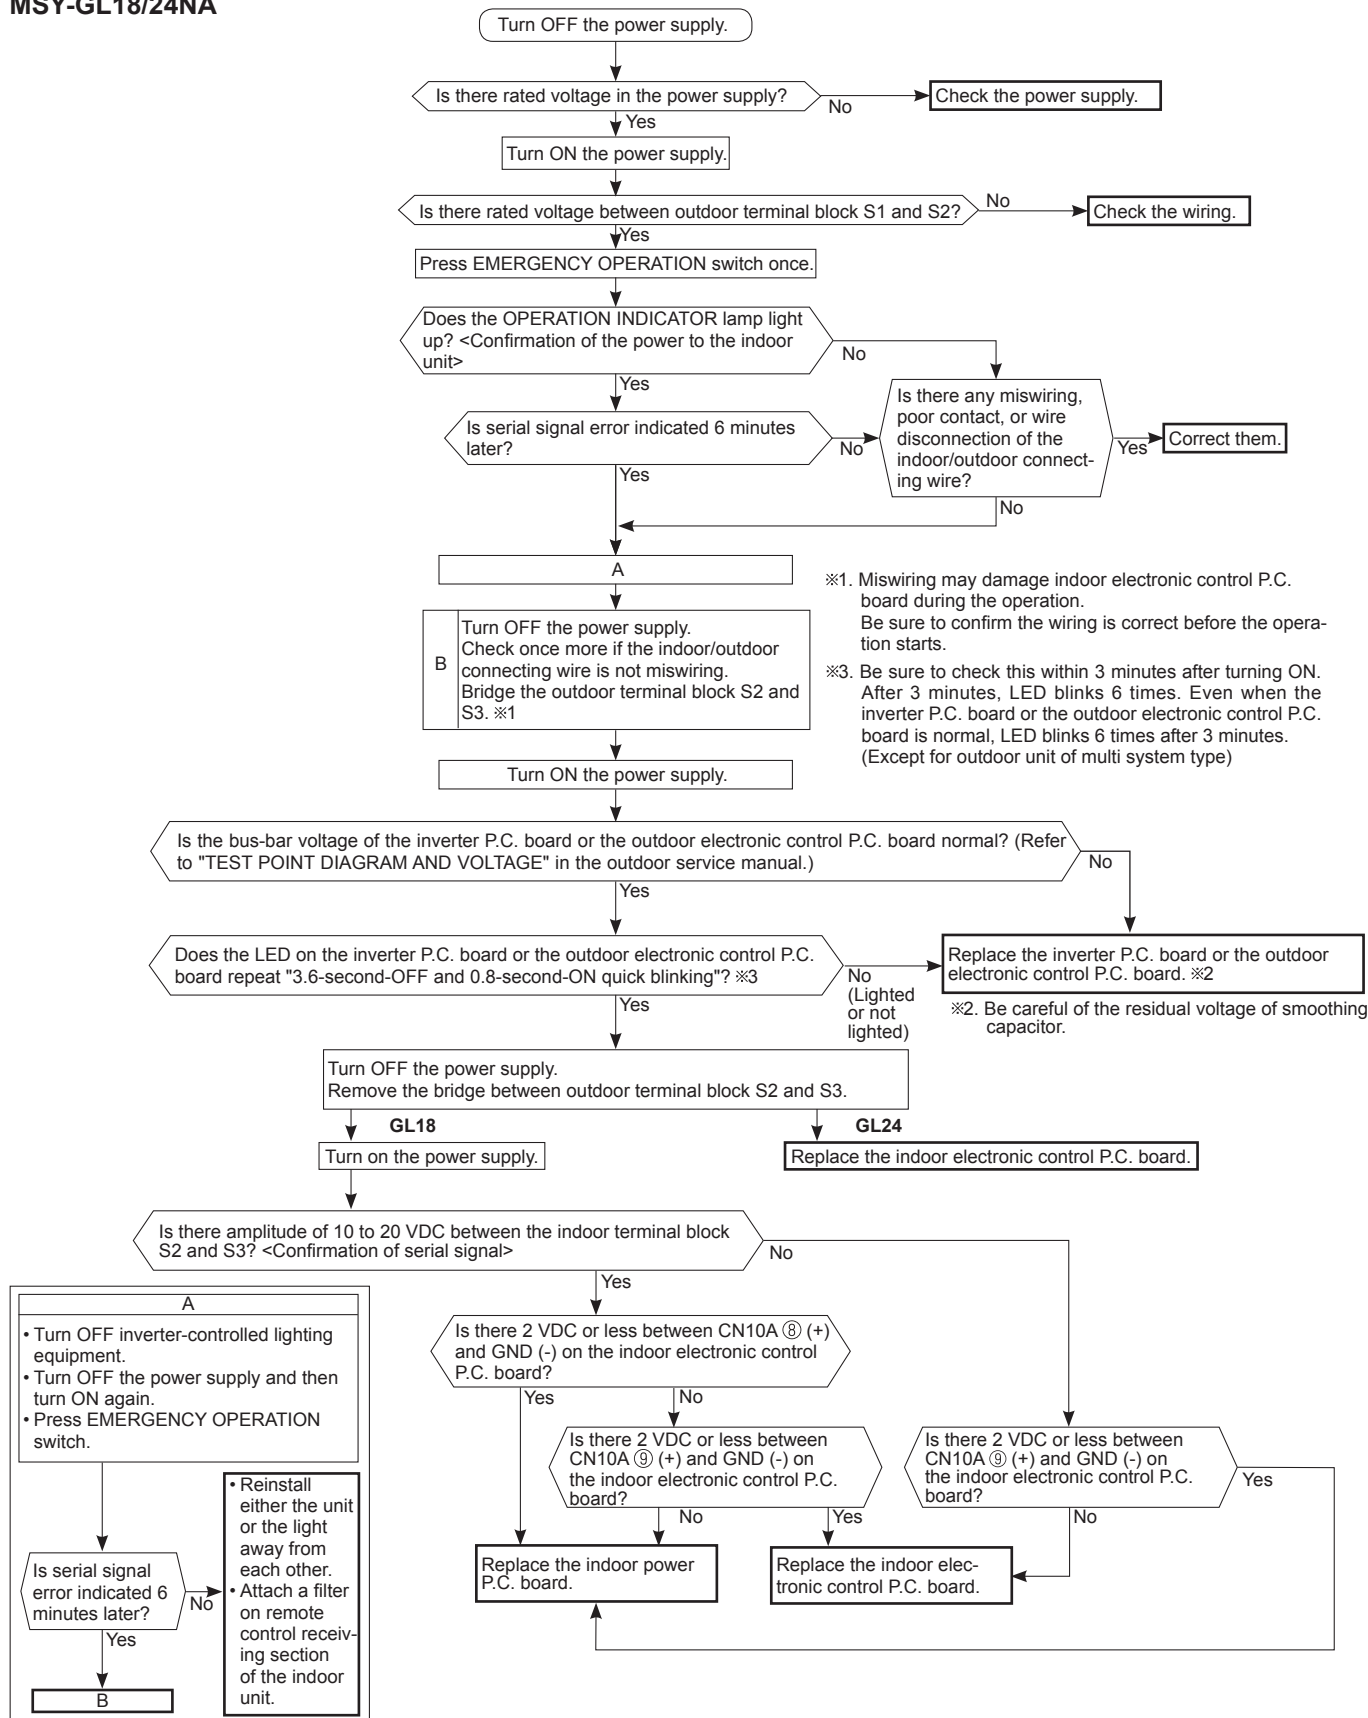 MSY-GL18/24NA
Turn OFF the power supply.
Is there rated voltage in the power supply?
No
Check the power supply.
Yes
Turn ON the power supply.
Is there rated voltage between outdoor terminal block S1 and S2?
No
Check the wiring.
Yes
Press EMERGENCY OPERATION switch once.
Does the OPERATION INDICATOR lamp light
up? <Confirmation of the power to the indoor
unit>
No
Yes
Is there any miswiring,
poor contact, or wire
disconnection of the
indoor/outdoor connect-
ing wire?
Yes
Correct them.
Is serial signal error indicated 6 minutes
later?
No
Yes
No
A
※1. Miswiring may damage indoor electronic control P.C.
board during the operation.
Be sure to confirm the wiring is correct before the opera-
tion starts.
※3. Be sure to check this within 3 minutes after turning ON.
After 3 minutes, LED blinks 6 times. Even when the
inverter P.C. board or the outdoor electronic control P.C.
board is normal, LED blinks 6 times after 3 minutes.
(Except for outdoor unit of multi system type)
B
Turn OFF the power supply.
Check once more if the indoor/outdoor
connecting wire is not miswiring.
Bridge the outdoor terminal block S2 and
S3. ※1
Turn ON the power supply.
Is the bus-bar voltage of the inverter P.C. board or the outdoor electronic control P.C. board normal? (Refer
to "TEST POINT DIAGRAM AND VOLTAGE" in the outdoor service manual.)
No
Yes
Does the LED on the inverter P.C. board or the outdoor electronic control P.C.
board repeat "3.6-second-OFF and 0.8-second-ON quick blinking"? ※3
No
(Lighted
or not
lighted)
Replace the inverter P.C. board or the outdoor
electronic control P.C. board. ※2
※2. Be careful of the residual voltage of smoothing
capacitor.
Yes
Turn OFF the power supply.
Remove the bridge between outdoor terminal block S2 and S3.
GL18
GL24
Turn on the power supply.
Replace the indoor electronic control P.C. board.
Is there amplitude of 10 to 20 VDC between the indoor terminal block
S2 and S3? <Confirmation of serial signal>
No
Yes
Is there 2 VDC or less between CN10A ⑧ (+)
and GND (-) on the indoor electronic control
P.C. board?
Yes
No
Is there 2 VDC or less between
CN10A ⑨ (+) and GND (-) on
the indoor electronic control P.C.
board?
No
Yes
Is there 2 VDC or less between
CN10A ⑨ (+) and GND (-) on
the indoor electronic control P.C.
board?
Yes
No
Replace the indoor power
P.C. board.
Replace the indoor elec-
tronic control P.C. board.
A
• Turn OFF inverter-controlled lighting
equipment.
• Turn OFF the power supply and then
turn ON again.
• Press EMERGENCY OPERATION
switch.
Is serial signal
error indicated 6
minutes later?
No
Yes
B
• Reinstall
either the unit
or the light
away from
each other.
• Attach a filter
on remote
control receiv-
ing section
of the indoor
unit.